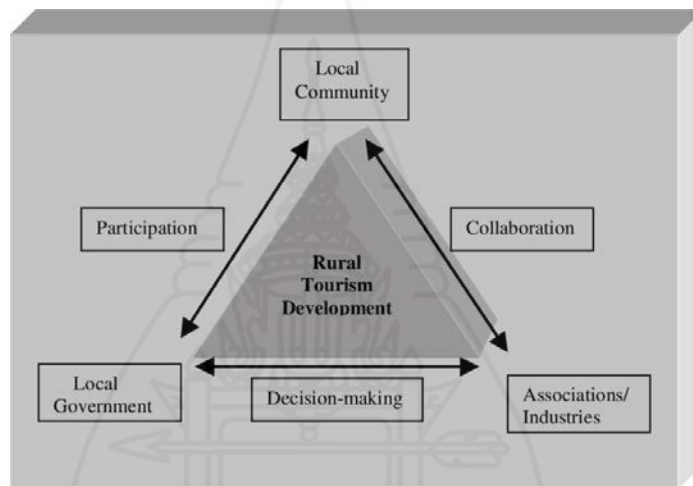 Local
Community
Participation
Collaboration
Rural
Tourism
Development
Local
Government
Decision-making
Associations/
Industries